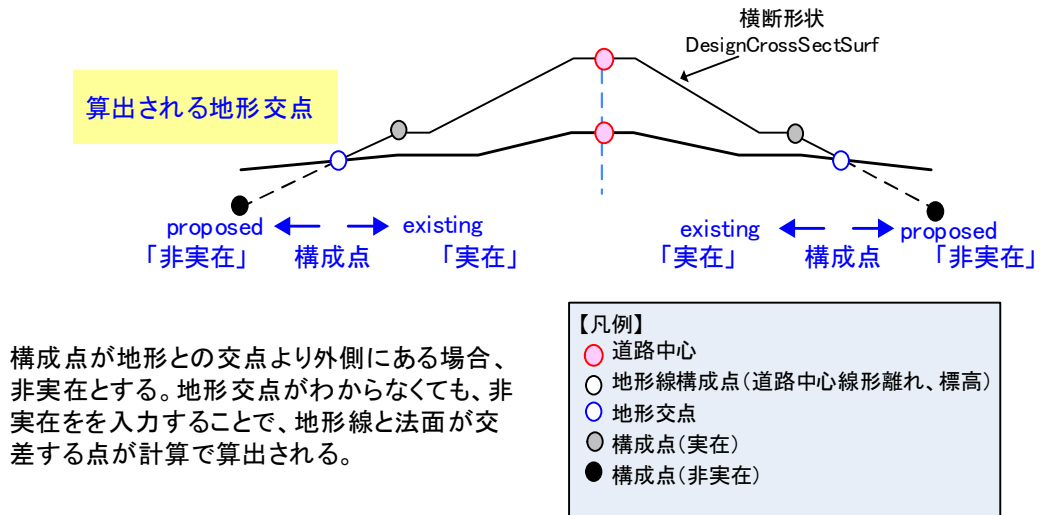 横断形状
DesignCrossSectSurf
算出される地形交点
proposed existing existing proposed
「非実在」 構成点 「実在」 「実在」 構成点 「非実在」
構成点が地形との交点より外側にある場合、
非実在とする。地形交点がわからなくても、非
実在をを入力することで、地形線と法面が交
差する点が計算で算出される。
【凡例】
道路中心
地形線構成点（道路中心線形離れ、標高）
地形交点
構成点（実在）
構成点（非実在）